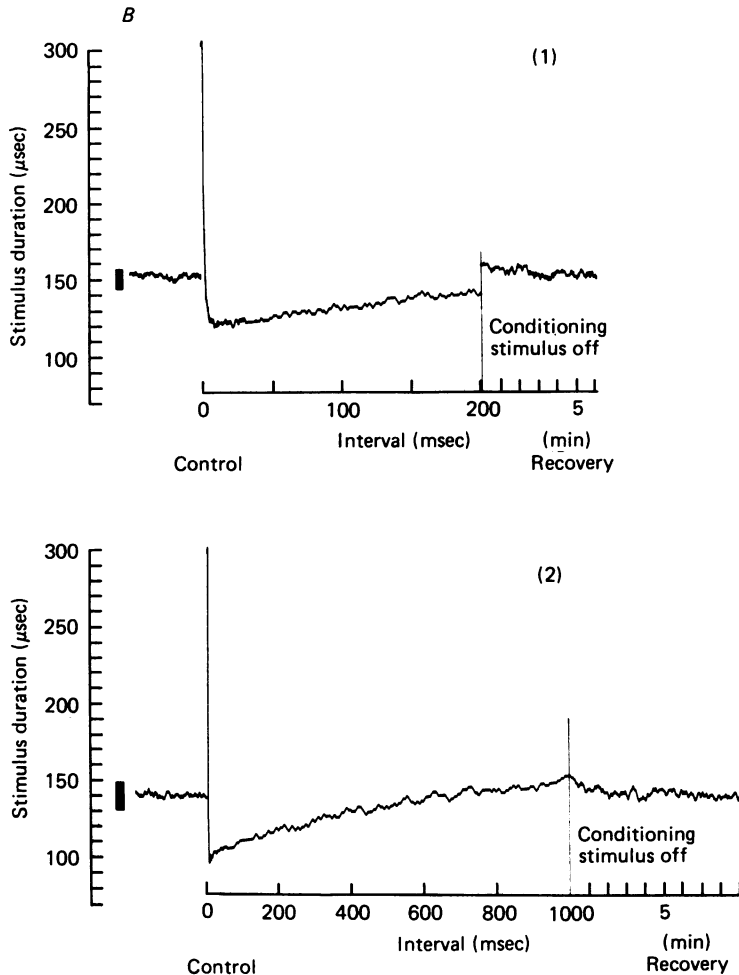 B
(1)
300
250
200
150
100
Stimulus duration (μsec)
Conditioning
stimulus off
0 100 200 5
Interval (msec) (min)
Control Recovery
(2)
300
250
200
150
100
Stimulus duration (μsec)
Conditioning
stimulus off
0 200 400 600 800 1000 5
Interval (msec) (min)
Control Recovery